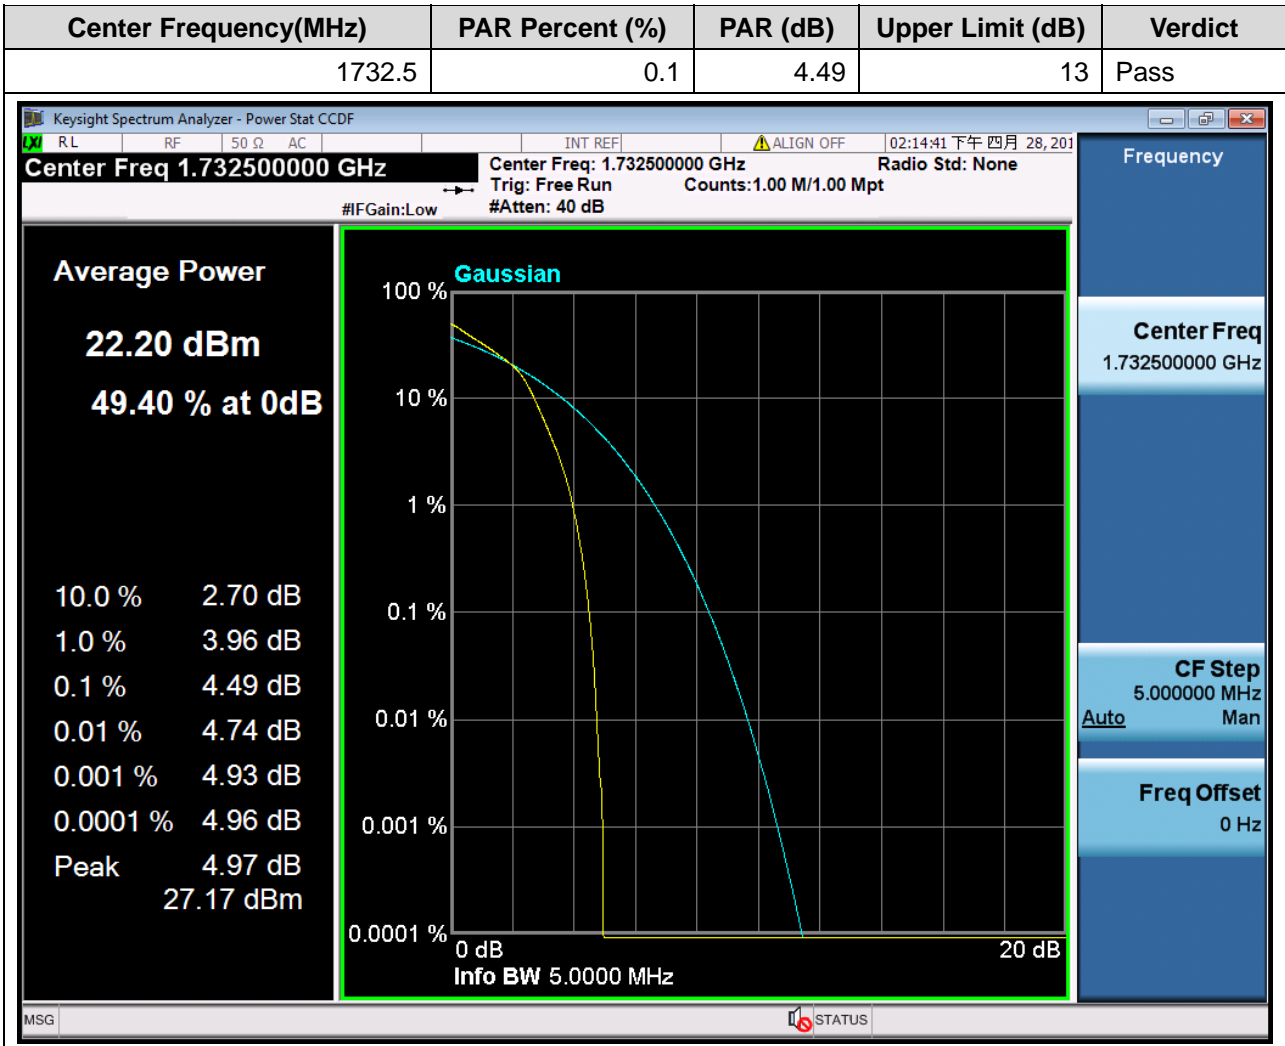 Center Frequency(MHz) PAR Percent (%) PAR (dB) Upper Limit (dB) Verdict
1732.5 0.1 4.49 13 Pass
Keysight Spectrum Analyzer - Power Stat CCDF
LXI RL RF 50 Ω AC INT REF ALIGN OFF 02:14:41 下午 四月 28, 201
Center Freq 1.732500000 GHz
Center Freq: 1.732500000 GHz Radio Std: None
Trig: Free Run Counts:1.00 M/1.00 Mpt
#IFGain:Low #Atten: 40 dB
Frequency
Average Power
22.20 dBm
49.40 % at 0dB
10.0 % 2.70 dB
1.0 % 3.96 dB
0.1 % 4.49 dB
0.01 % 4.74 dB
0.001 % 4.93 dB
0.0001 % 4.96 dB
Peak 4.97 dB
27.17 dBm
Gaussian
100 %
10 %
1 %
0.1 %
0.01 %
0.001 %
0.0001 %
0 dB 20 dB
Info BW 5.0000 MHz
Center Freq
1.732500000 GHz
CF Step
5.000000 MHz
Auto Man
Freq Offset
0 Hz
MSG STATUS